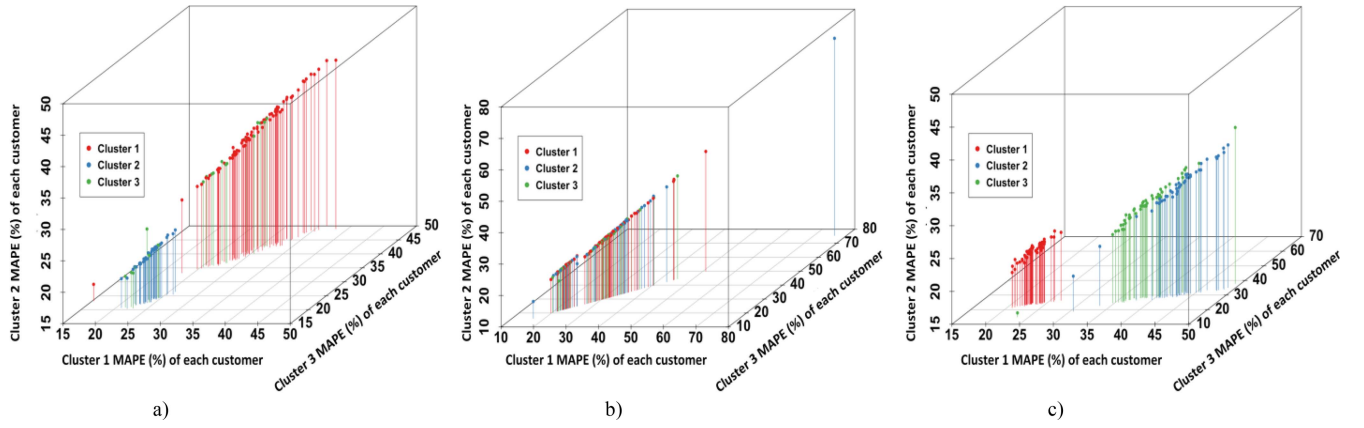 Cluster 2 MAPE (%) of each customer
50
45
40
35
30
25
20
15
Cluster 1
Cluster 2
Cluster 3
15 20 25 30 35 40 45 50
Cluster 1 MAPE (%) of each customer
15 20 25 30 35 40 45 50
Cluster 3 MAPE (%) of each customer
a)
Cluster 2 MAPE (%) of each customer
80
70
60
50
40
30
20
10
Cluster 1
Cluster 2
Cluster 3
10 20 30 40 50 60 70 80
Cluster 1 MAPE (%) of each customer
10 20 30 40 50 60 70 80
Cluster 3 MAPE (%) of each customer
b)
Cluster 2 MAPE (%) of each customer
50
45
40
35
30
25
20
15
Cluster 1
Cluster 2
Cluster 3
15 20 25 30 35 40 45 50
Cluster 1 MAPE (%) of each customer
10 20 30 40 50 60 70
Cluster 3 MAPE (%) of each customer
c)